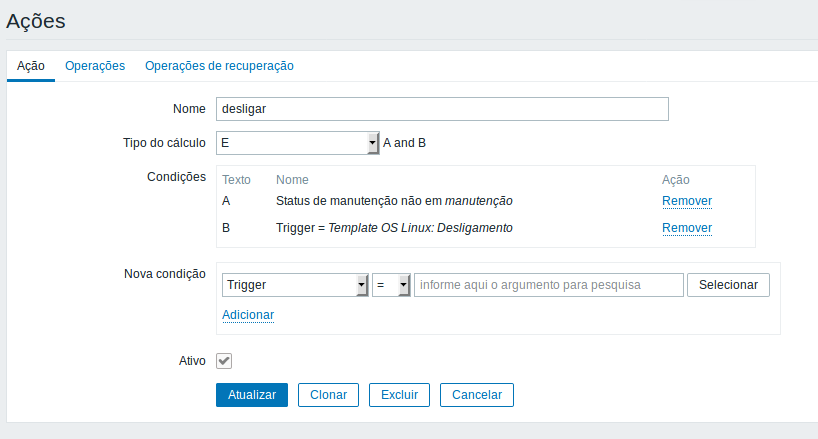 Ações
Ação Operações Operações de recuperação
Nome desligar
Tipo do cálculo E A and B
Condições Texto Nome Ação
A Status de manutenção não em manutenção Remover
B Trigger = Template OS Linux: Desligamento Remover
Nova condição Trigger = informe aqui o argumento para pesquisa Selecionar
Adicionar
Ativo
Atualizar Clonar Excluir Cancelar